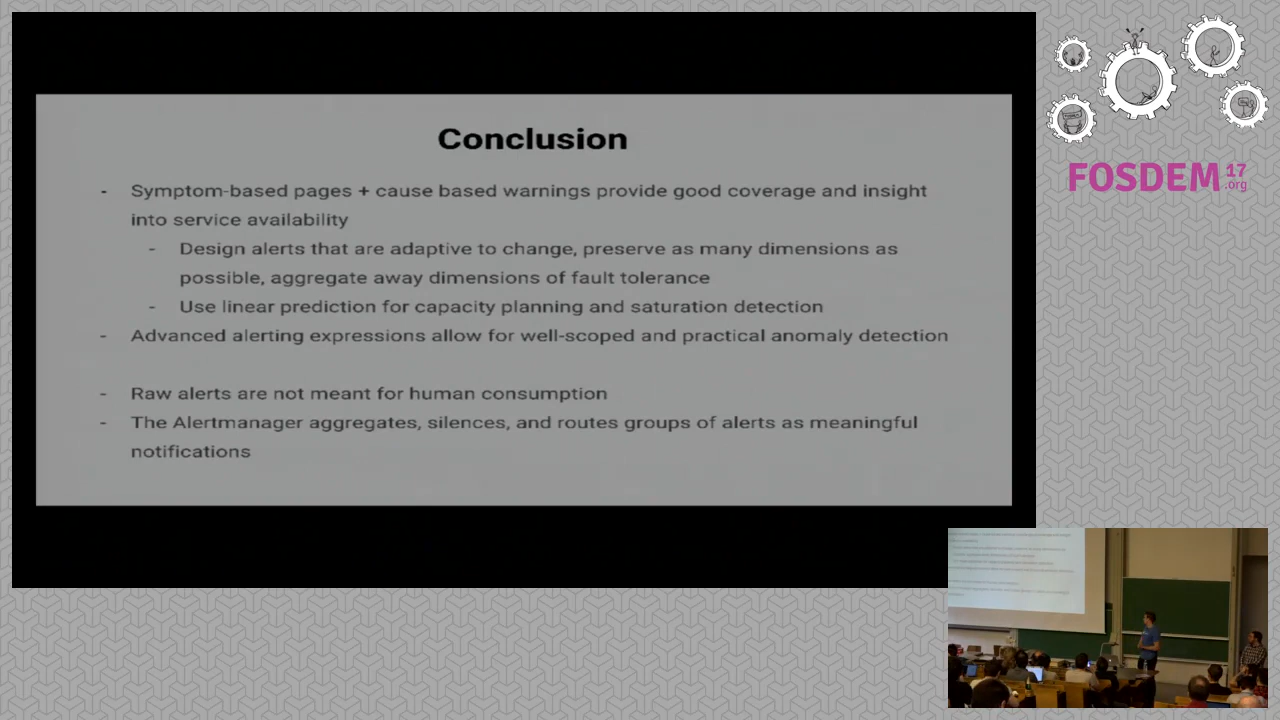 Conclusion
- Symptom-based pages + cause based warnings provide good coverage and insight
into service availability
- Design alerts that are adaptive to change, preserve as many dimensions as
possible, aggregate away dimensions of fault tolerance
- Use linear prediction for capacity planning and saturation detection
- Advanced alerting expressions allow for well-scoped and practical anomaly detection
- Raw alerts are not meant for human consumption
- The Alertmanager aggregates, silences, and routes groups of alerts as meaningful
notifications
FOSDEM 17
.org